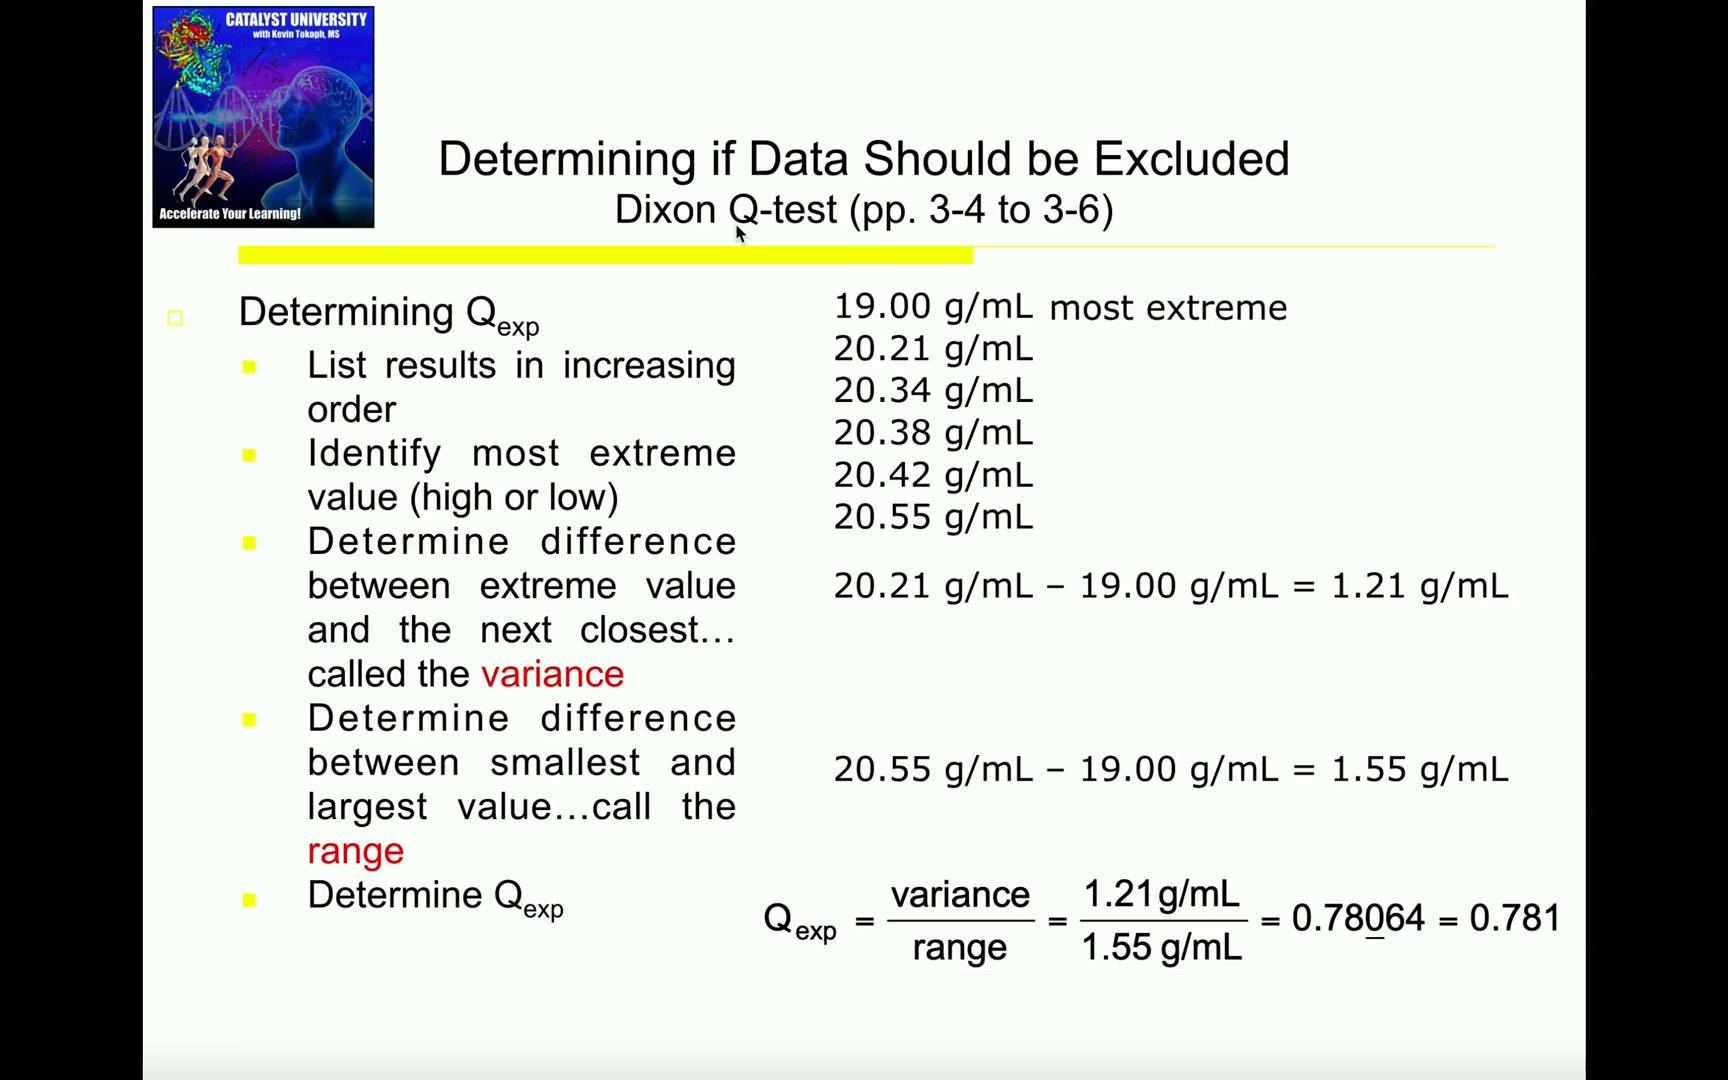 CATALYST UNIVERSITY
with Kevin Tokoph, MS
Accelerate Your Learning!
Determining if Data Should be Excluded
Dixon Q-test (pp. 3-4 to 3-6)
Determining Qexp
List results in increasing
order
Identify most extreme
value (high or low)
Determine difference
between extreme value
and the next closest…
called the variance
Determine difference
between smallest and
largest value…call the
range
Determine Qexp
19.00 g/mL most extreme
20.21 g/mL
20.34 g/mL
20.38 g/mL
20.42 g/mL
20.55 g/mL
20.21 g/mL – 19.00 g/mL = 1.21 g/mL
20.55 g/mL – 19.00 g/mL = 1.55 g/mL
Qexp = variance / range = 1.21 g/mL / 1.55 g/mL = 0.78064 = 0.781